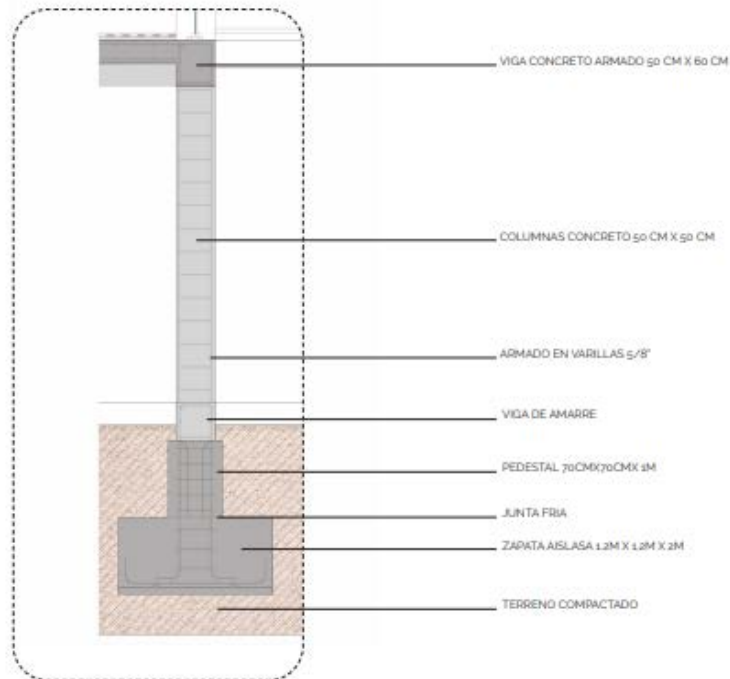 VIGA CONCRETO ARMADO 50 CM X 60 CM
COLUMNAS CONCRETO 50 CM X 50 CM
ARMADO EN VARILLAS 5/8"
VIGA DE AMARRE
PEDESTAL 70CMX70CMX 1M
JUNTA FRIA
ZAPATA AISLASA 1.2M X 1.2M X 2M
TERRENO COMPACTADO